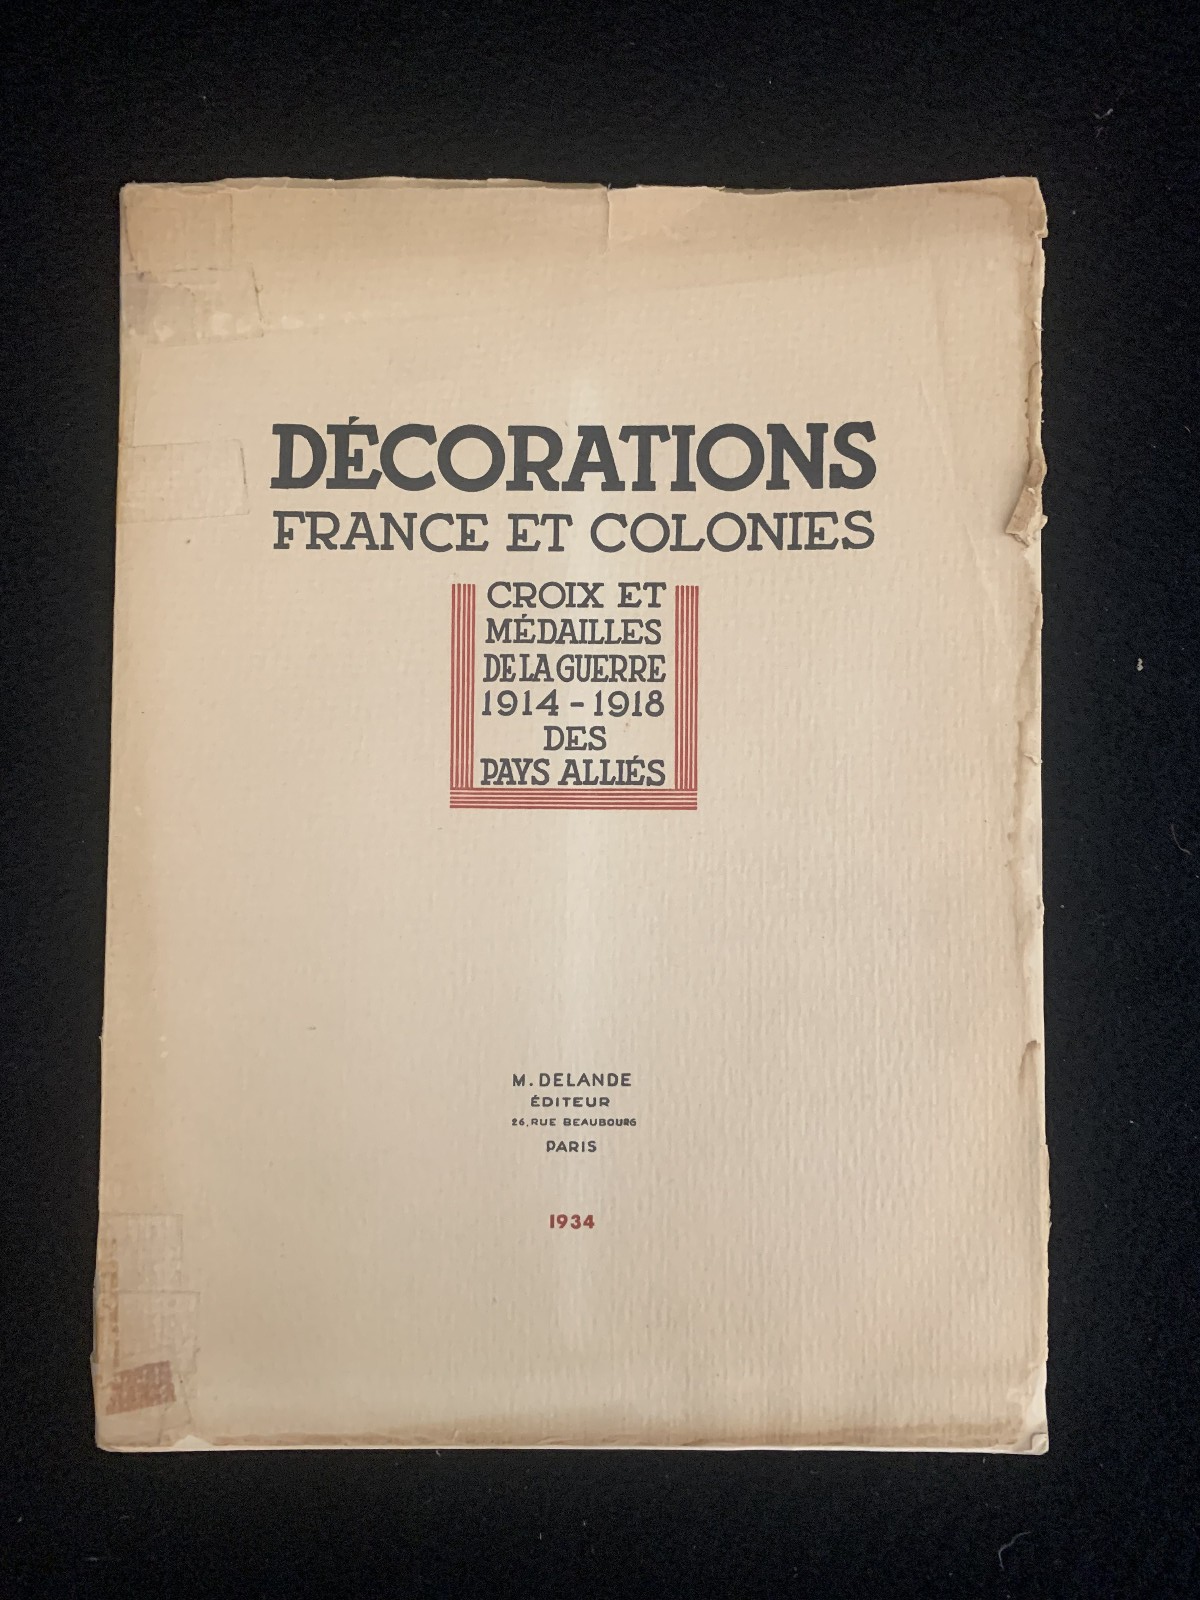 DÉCORATIONS
FRANCE ET COLONIES
CROIX ET
MÉDAILLES
DE LA GUERRE
1914 - 1918
DES
PAYS ALLIÉS
M. DELANDE
ÉDITEUR
26, RUE BEAUBOURG
PARIS
1934